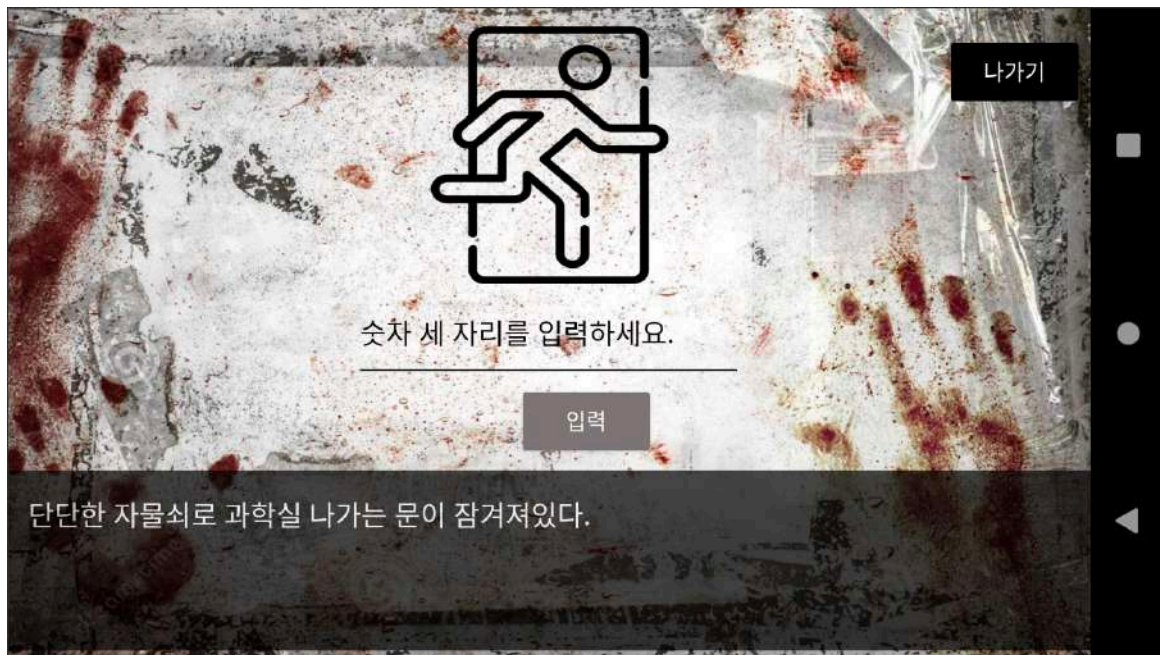 나가기
숫자 세 자리를 입력하세요.
입력
단단한 자물쇠로 과학실 나가는 문이 잠겨져있다.